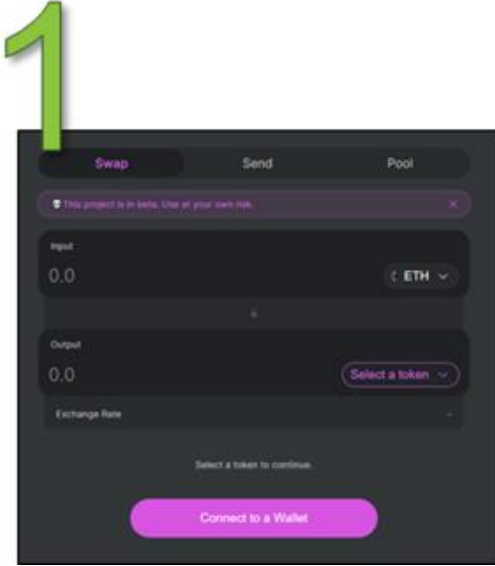 1
Swap Send Pool
This project is in beta. Use at your own risk. ×
Input
0.0 ETH
Output
0.0 Select a token
Exchange Rate -
Select a token to continue.
Connect to a Wallet